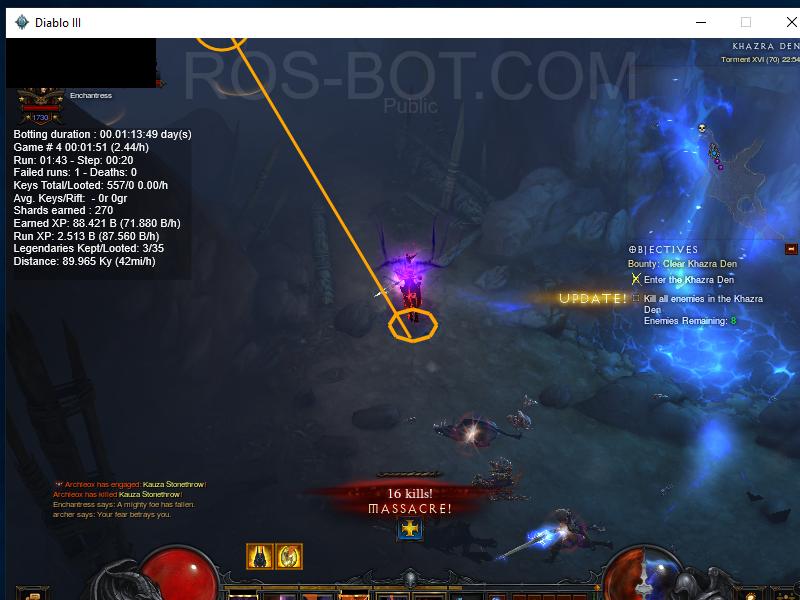 Diablo III
KHAZRA DEN
Torment XVI (70) 22:54
ROS-BOT.COM
Public
Enchantress
1730
Botting duration : 00.01:13:49 day(s)
Game # 4 00:01:51 (2.44/h)
Run: 01:43 - Step: 00:20
Failed runs: 1 - Deaths: 0
Keys Total/Looted: 557/0 0.00/h
Avg. Keys/Rift: - 0r 0gr
Shards earned : 270
Earned XP: 88.421 B (71.880 B/h)
Run XP: 2.513 B (87.560 B/h)
Legendaries Kept/Looted: 3/35
Distance: 89.965 Ky (42mi/h)
OBJECTIVES
Bounty: Clear Khazra Den
Enter the Khazra Den
UPDATE!
Kill all enemies in the Khazra
Den
Enemies Remaining: 8
Archleox has engaged: Kauza Stonethrow!
Archleox has killed Kauza Stonethrow!
Enchantress says: A mighty foe has fallen.
archer says: Your fear betrays you.
16 kills!
MASSACRE!